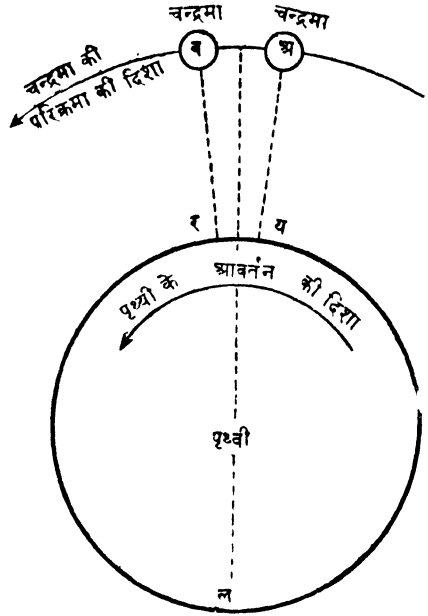 चन्द्रमा
चन्द्रमा
ब
अ
चन्द्रमा की
परिक्रमा की दिशा
र
य
पृथ्वी के आवर्तन की दिशा
पृथ्वी
ल